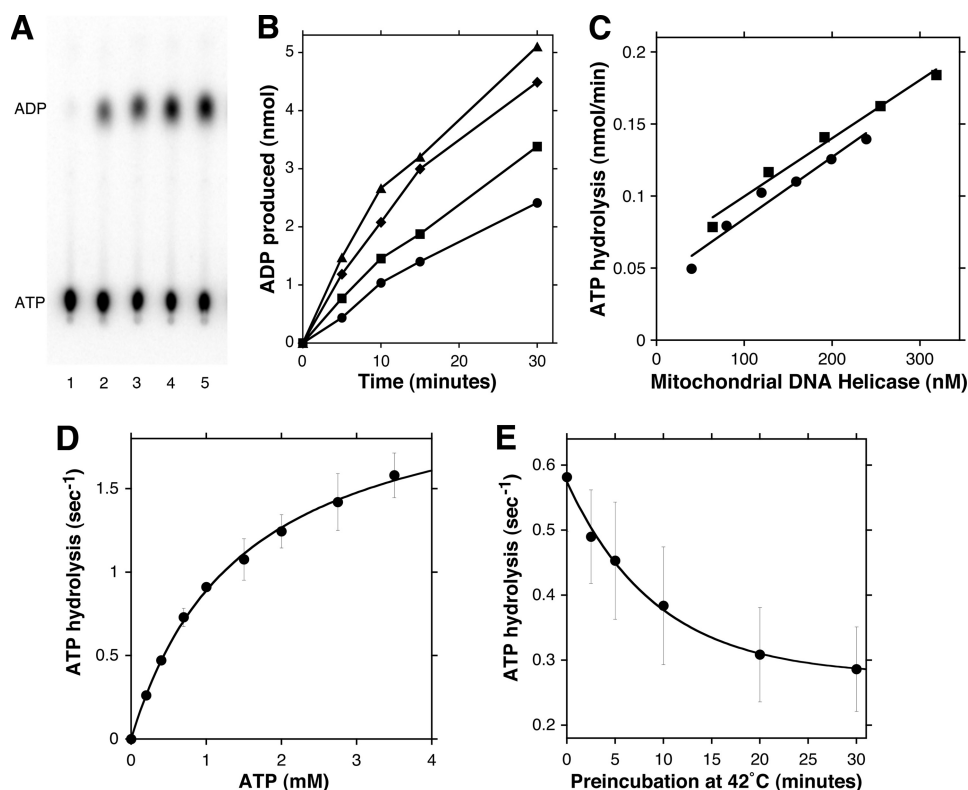 A
ADP
ATP
1 2 3 4 5
B
ADP produced (nmol)
5
4
3
2
1
0
0 10 20 30
Time (minutes)
C
ATP hydrolysis (nmol/min)
0.2
0.15
0.1
0.05
0
0 100 200 300
Mitochondrial DNA Helicase (nM)
D
ATP hydrolysis (sec-1)
1.5
1
0.5
0
0 1 2 3 4
ATP (mM)
E
ATP hydrolysis (sec-1)
0.6
0.5
0.4
0.3
0.2
0 5 10 15 20 25 30
Preincubation at 42°C (minutes)